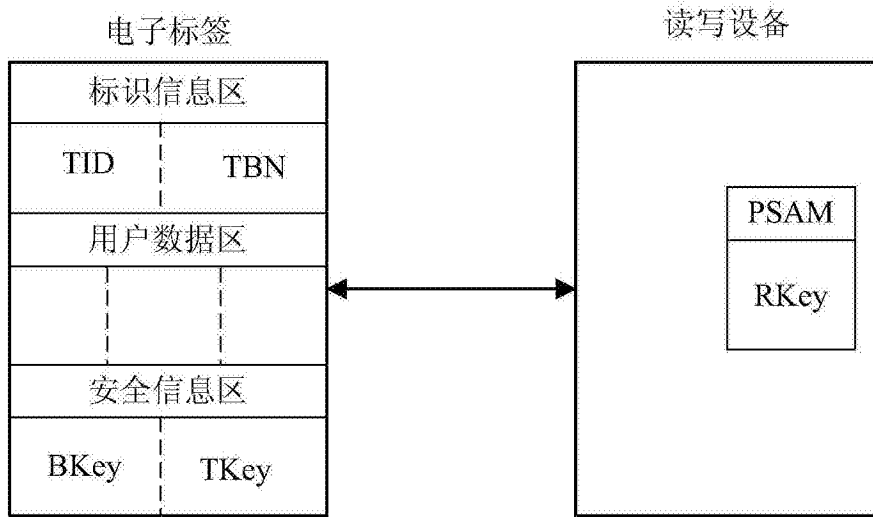 电子标签
标识信息区
TID TBN
用户数据区
安全信息区
BKey TKey
读写设备
PSAM
RKey